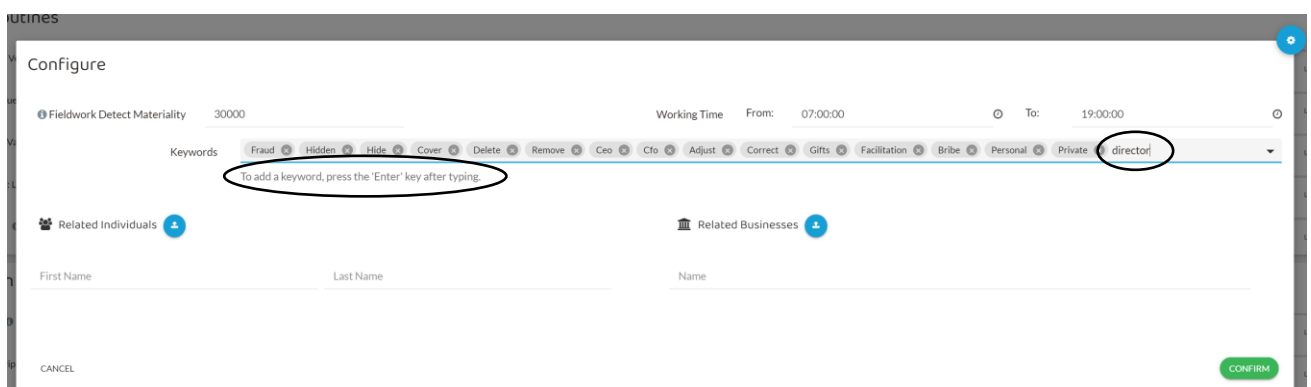 outines
Configure
Fieldwork Detect Materiality 30000 Working Time From: 07:00:00 To: 19:00:00
Keywords Fraud Hidden Hide Cover Delete Remove Ceo Cfo Adjust Correct Gifts Facilitation Bribe Personal Private director
To add a keyword, press the 'Enter' key after typing.
Related Individuals Related Businesses
First Name Last Name Name
CANCEL CONFIRM